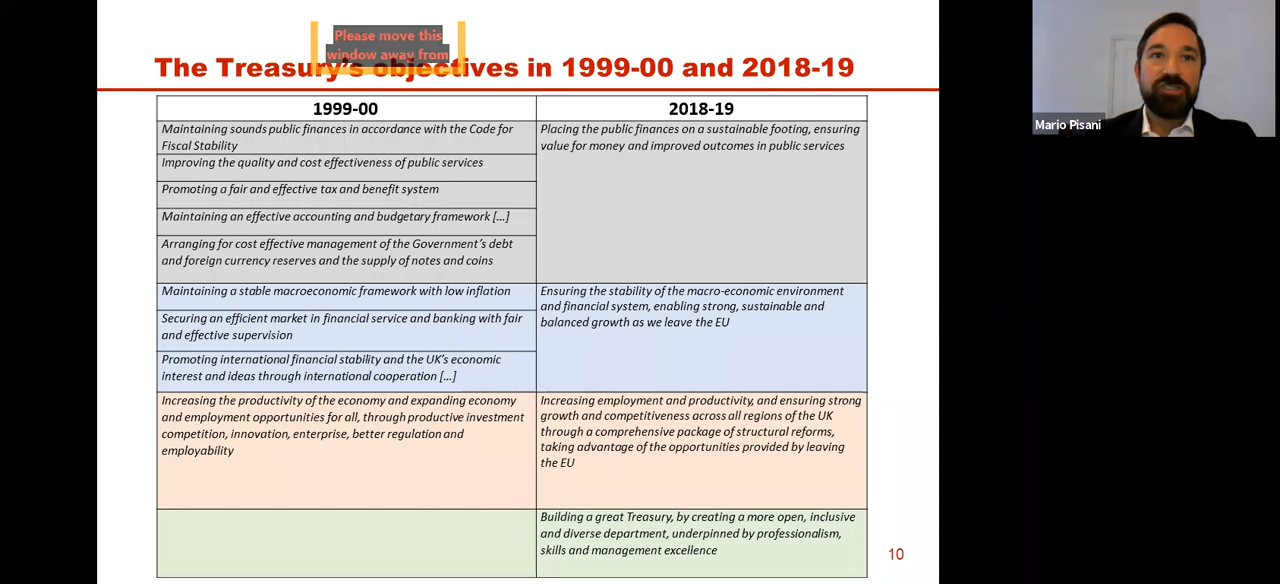 Please move this
window away from
The Treasury's objectives in 1999-00 and 2018-19
Mario Pisani
1999-00
2018-19
Maintaining sounds public finances in accordance with the Code for
Fiscal Stability
Placing the public finances on a sustainable footing, ensuring
value for money and improved outcomes in public services
Improving the quality and cost effectiveness of public services
Promoting a fair and effective tax and benefit system
Maintaining an effective accounting and budgetary framework […]
Arranging for cost effective management of the Government's debt
and foreign currency reserves and the supply of notes and coins
Maintaining a stable macroeconomic framework with low inflation
Ensuring the stability of the macro-economic environment
and financial system, enabling strong, sustainable and
balanced growth as we leave the EU
Securing an efficient market in financial service and banking with fair
and effective supervision
Promoting international financial stability and the UK's economic
interest and ideas through international cooperation […]
Increasing the productivity of the economy and expanding economy
and employment opportunities for all, through productive investment
competition, innovation, enterprise, better regulation and
employability
Increasing employment and productivity, and ensuring strong
growth and competitiveness across all regions of the UK
through a comprehensive package of structural reforms,
taking advantage of the opportunities provided by leaving
the EU
Building a great Treasury, by creating a more open, inclusive
and diverse department, underpinned by professionalism,
skills and management excellence
10